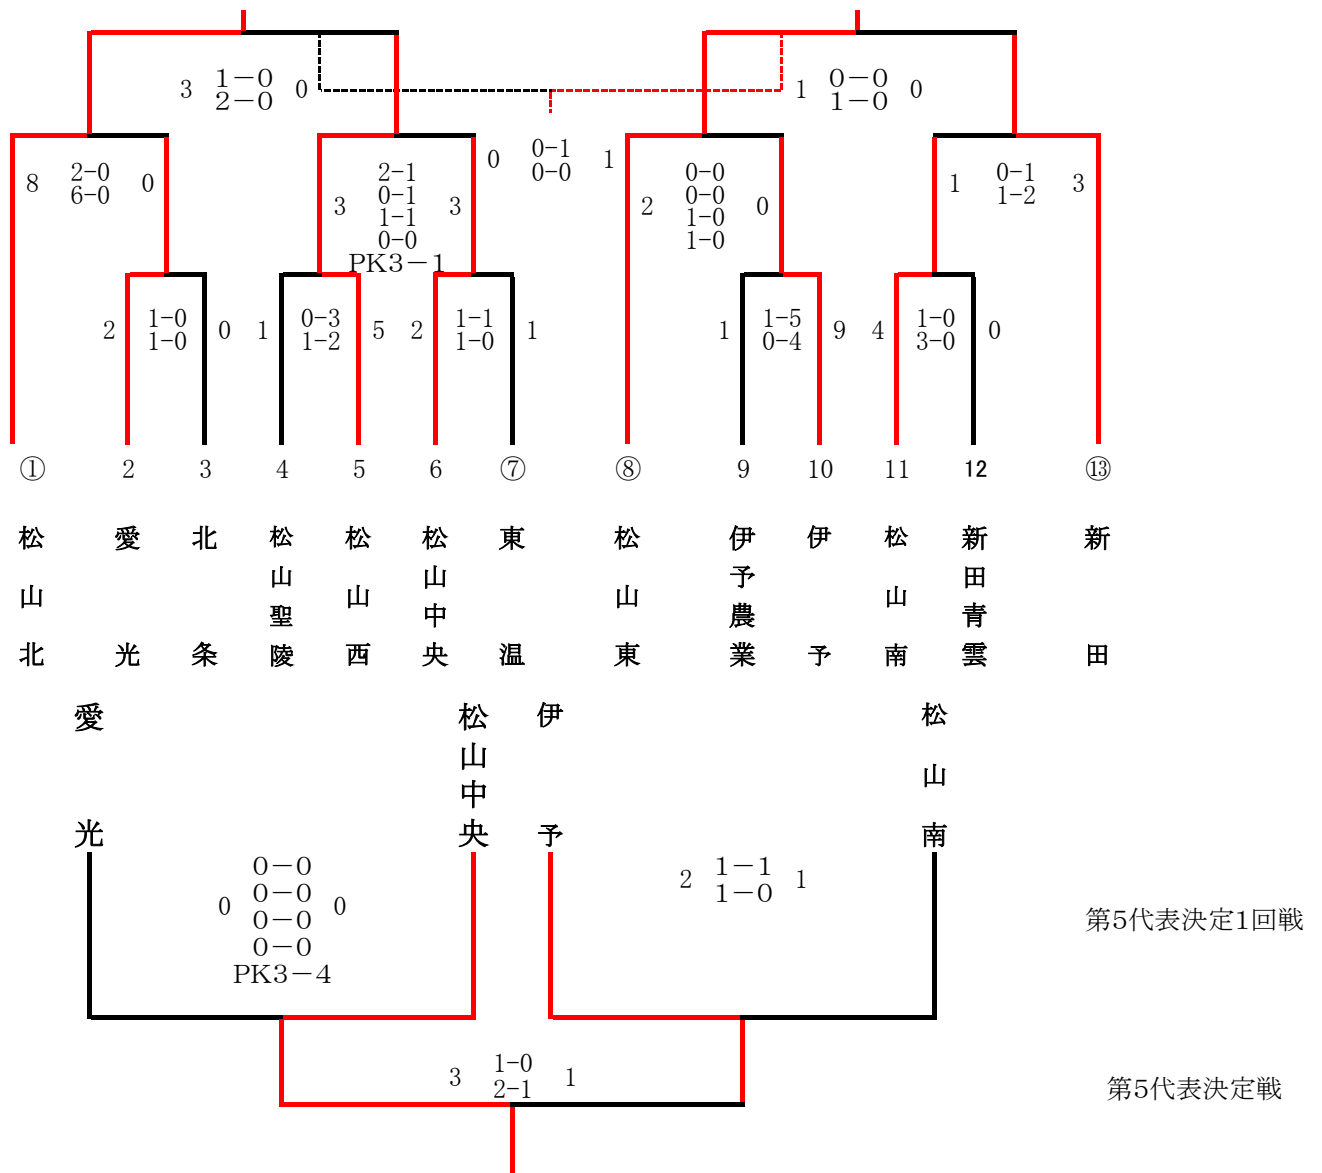 3 1－0 0
2－0
1 0－0 0
1－0
8 2-0 0
6-0
3 2-1 3
0-1
1-1
0-0
PK3－1
0 0-1 1
0-0
2 0-0 0
0-0
1-0
1-0
1 0-1 3
1-2
2 1-0 0
1-0
1 0-3 5
1-2
2 1-1 1
1-0
1 1-5 9
0-4
4 1-0 0
3-0
① 2 3 4 5 6 ⑦ ⑧ 9 10 11 12 ⑬
松山北
愛光
北条
松山聖陵
松山西
松山中央
東温
松山東
伊予農業
伊予
松山南
新田青雲
新田
愛光
松山中央
伊予
松山南
0 0－0 0
0－0
0－0
0－0
PK3－4
2 1－1 1
1－0
第5代表決定1回戦
3 1-0 1
2-1
第5代表決定戦